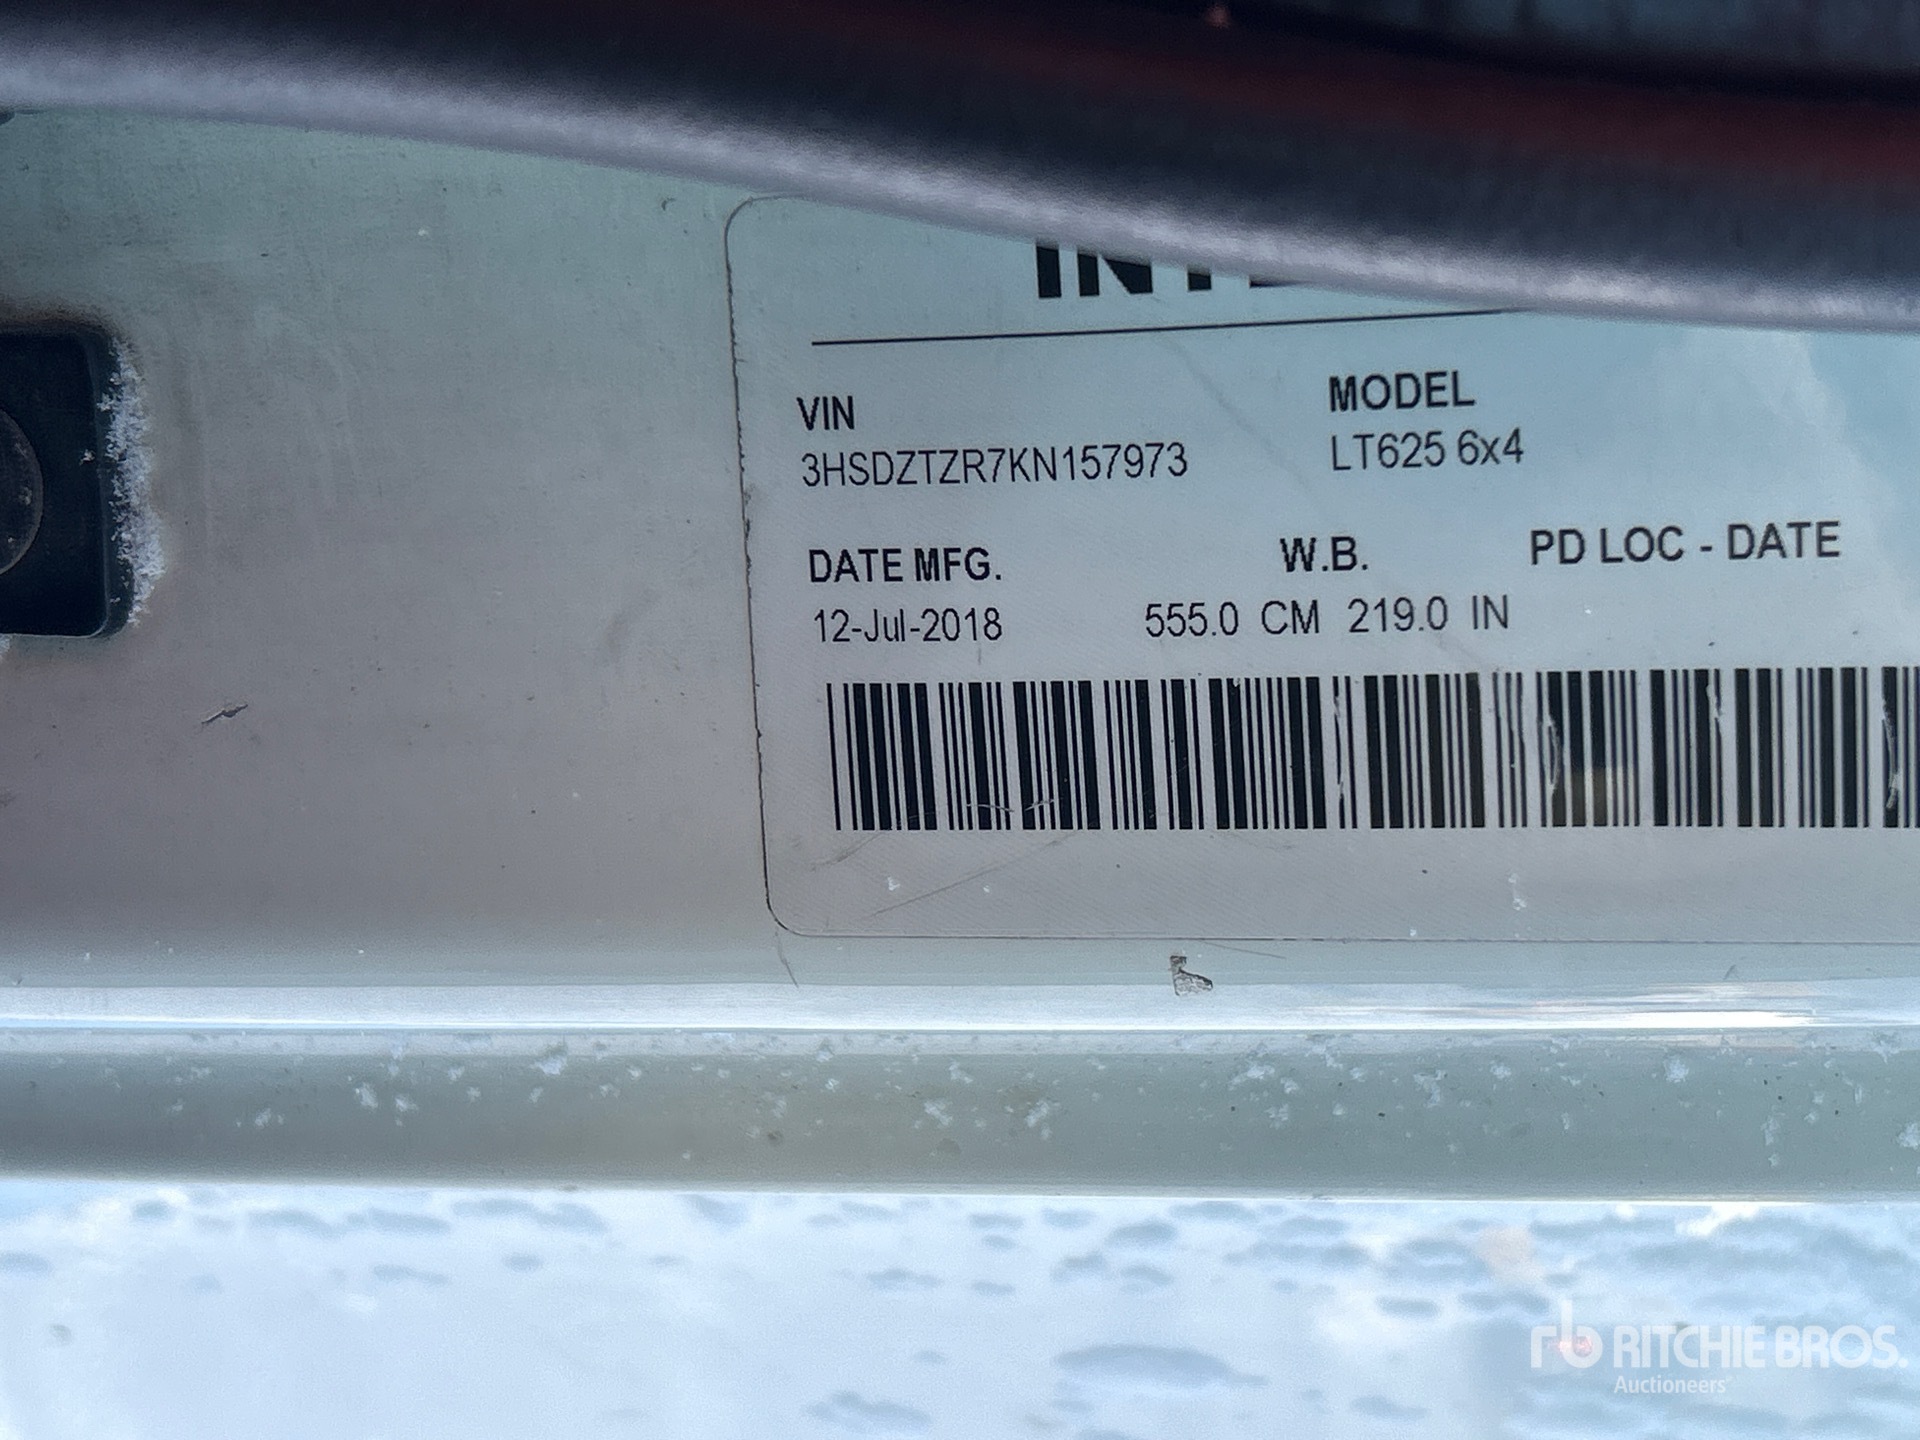 VIN
3HSDZTZR7KN157973
MODEL
LT625 6x4
DATE MFG.
12-Jul-2018
W.B.
555.0 CM 219.0 IN
PD LOC - DATE
rb RITCHIE BROS.
Auctioneers